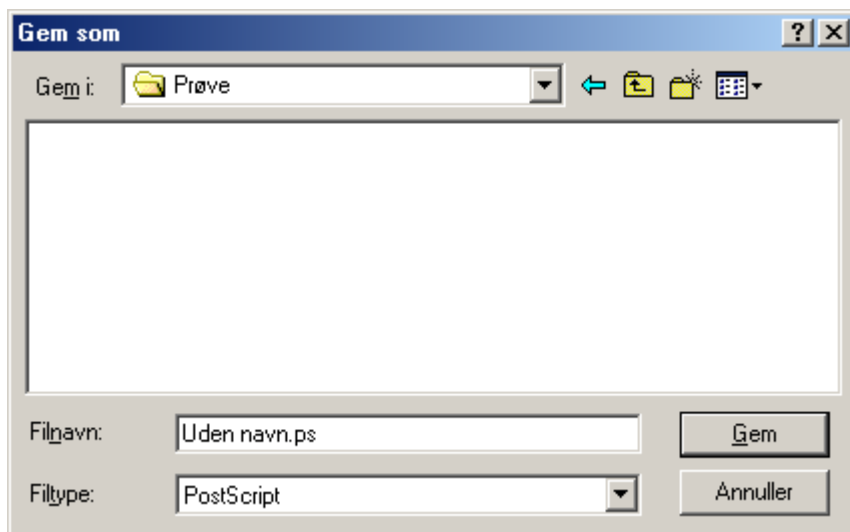 Gem som
Gem i: Prøve
Filnavn: Uden navn.ps Gem
Filtype: PostScript Annuller